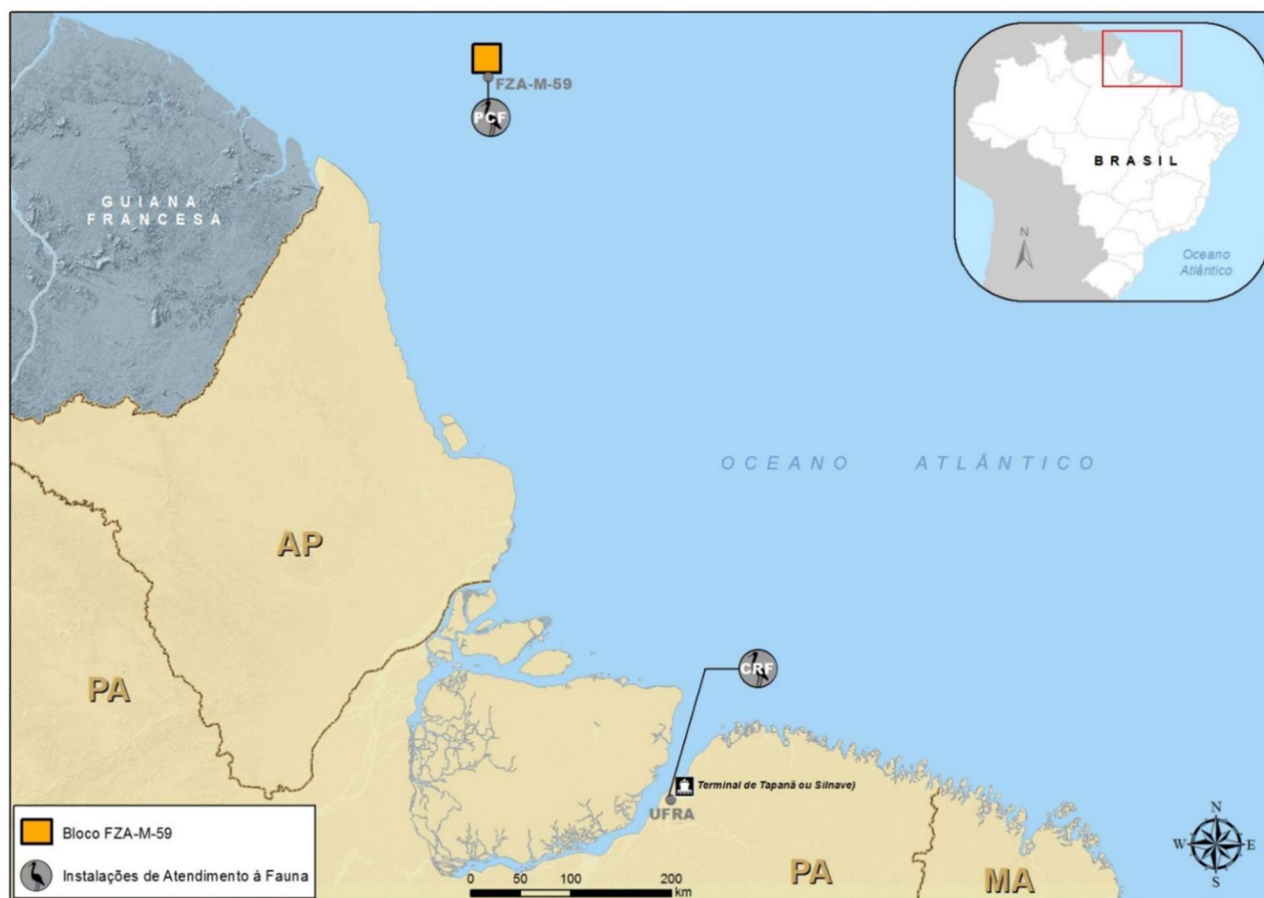 FZA-M-59
PCF
GUIANA
FRANCESA
BRASIL
N
Oceano
Atlântico
OCEANO ATLÂNTICO
AP
PA
CRF
Terminal de Tapanã ou Silnave)
UFRA
PA
MA
Bloco FZA-M-59
Instalações de Atendimento à Fauna
0 50 100 200
km
N
W E
S